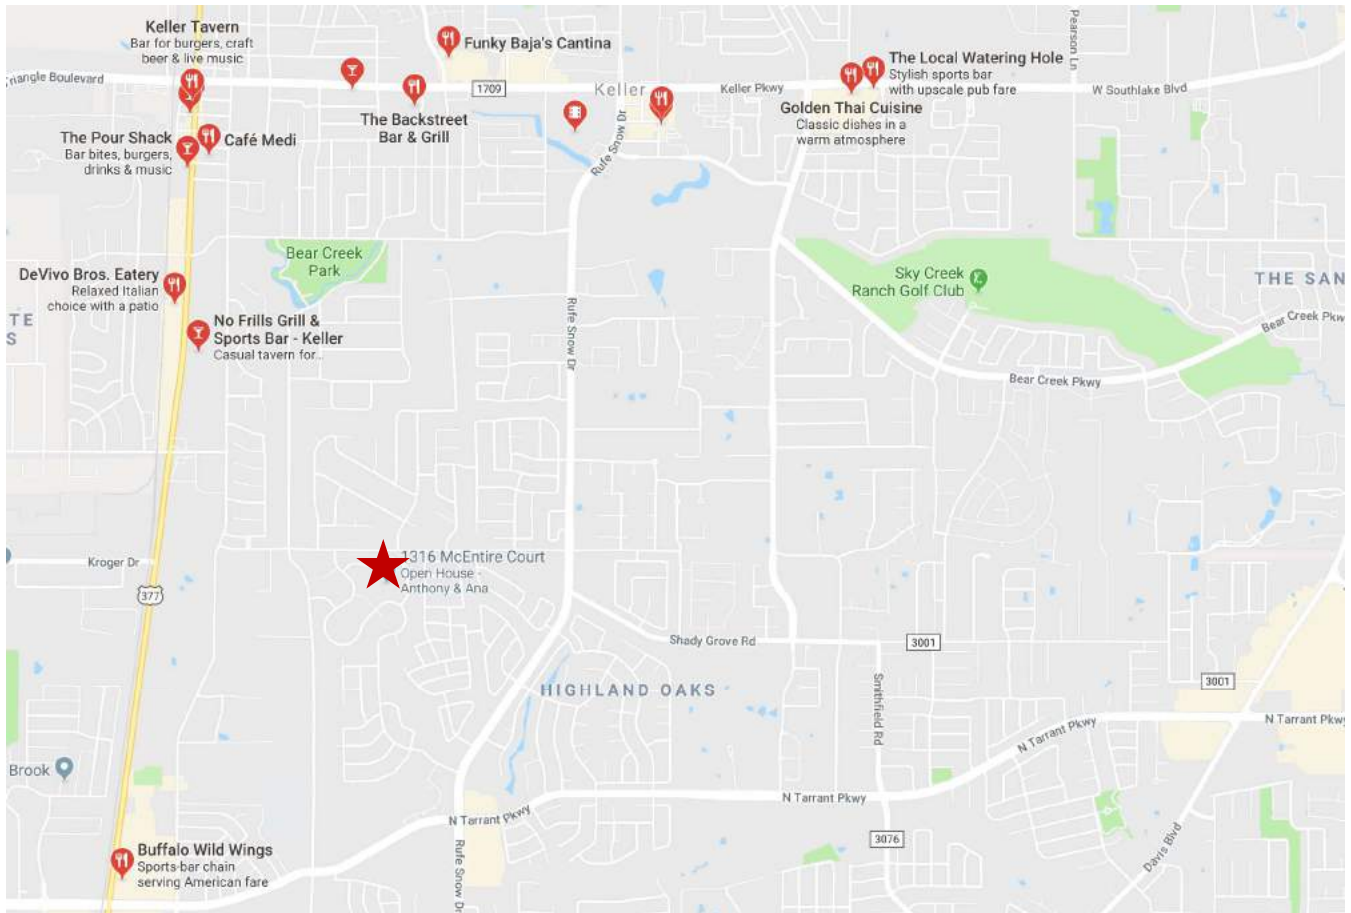 Keller Tavern
Bar for burgers, craft
beer & live music
Funky Baja's Cantina
The Local Watering Hole
Stylish sports bar
with upscale pub fare
Pearson Ln
Triangle Boulevard
1709
Keller
Keller Pkwy
W Southlake Blvd
Golden Thai Cuisine
Classic dishes in a
warm atmosphere
The Backstreet
Bar & Grill
The Pour Shack
Bar bites, burgers,
drinks & music
Café Medi
Rufe Snow Dr
Bear Creek
Park
Sky Creek
Ranch Golf Club
THE SAN
DeVivo Bros. Eatery
Relaxed Italian
choice with a patio
TE
S
No Frills Grill &
Sports Bar - Keller
Casual tavern for...
Rufe Snow Dr
Bear Creek Pkw
Bear Creek Pkwy
1316 McEntire Court
Open House -
Anthony & Ana
Kroger Dr
377
Shady Grove Rd
3001
HIGHLAND OAKS
Smithfield Rd
3001
N Tarrant Pkwy
N Tarrant Pkwy
Brook
N Tarrant Pkwy
N Tarrant Pkwy
3076
Davis Blvd
Rufe Snow Dr
Buffalo Wild Wings
Sports-bar chain
serving American fare